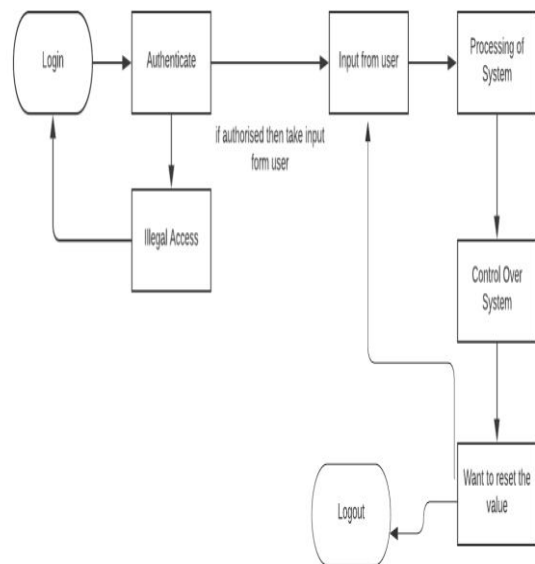 Login
Authenticate
Input from user
Processing of
System
if authorised then take input
form user
Illegal Access
Control Over
System
Want to reset the
value
Logout